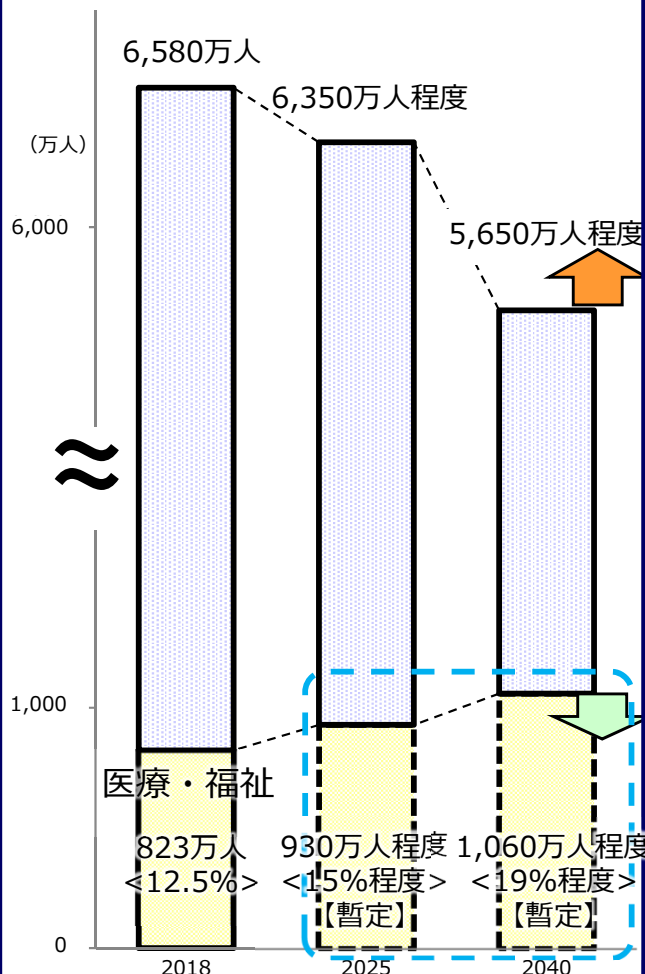 6,580万人
6,350万人程度
(万人)
6,000
5,650万人程度
≈
1,000
医療・福祉
823万人
<12.5%>
930万人程度
<15%程度>
【暫定】
1,060万人程度
<19%程度>
【暫定】
0
2018
2025
2040